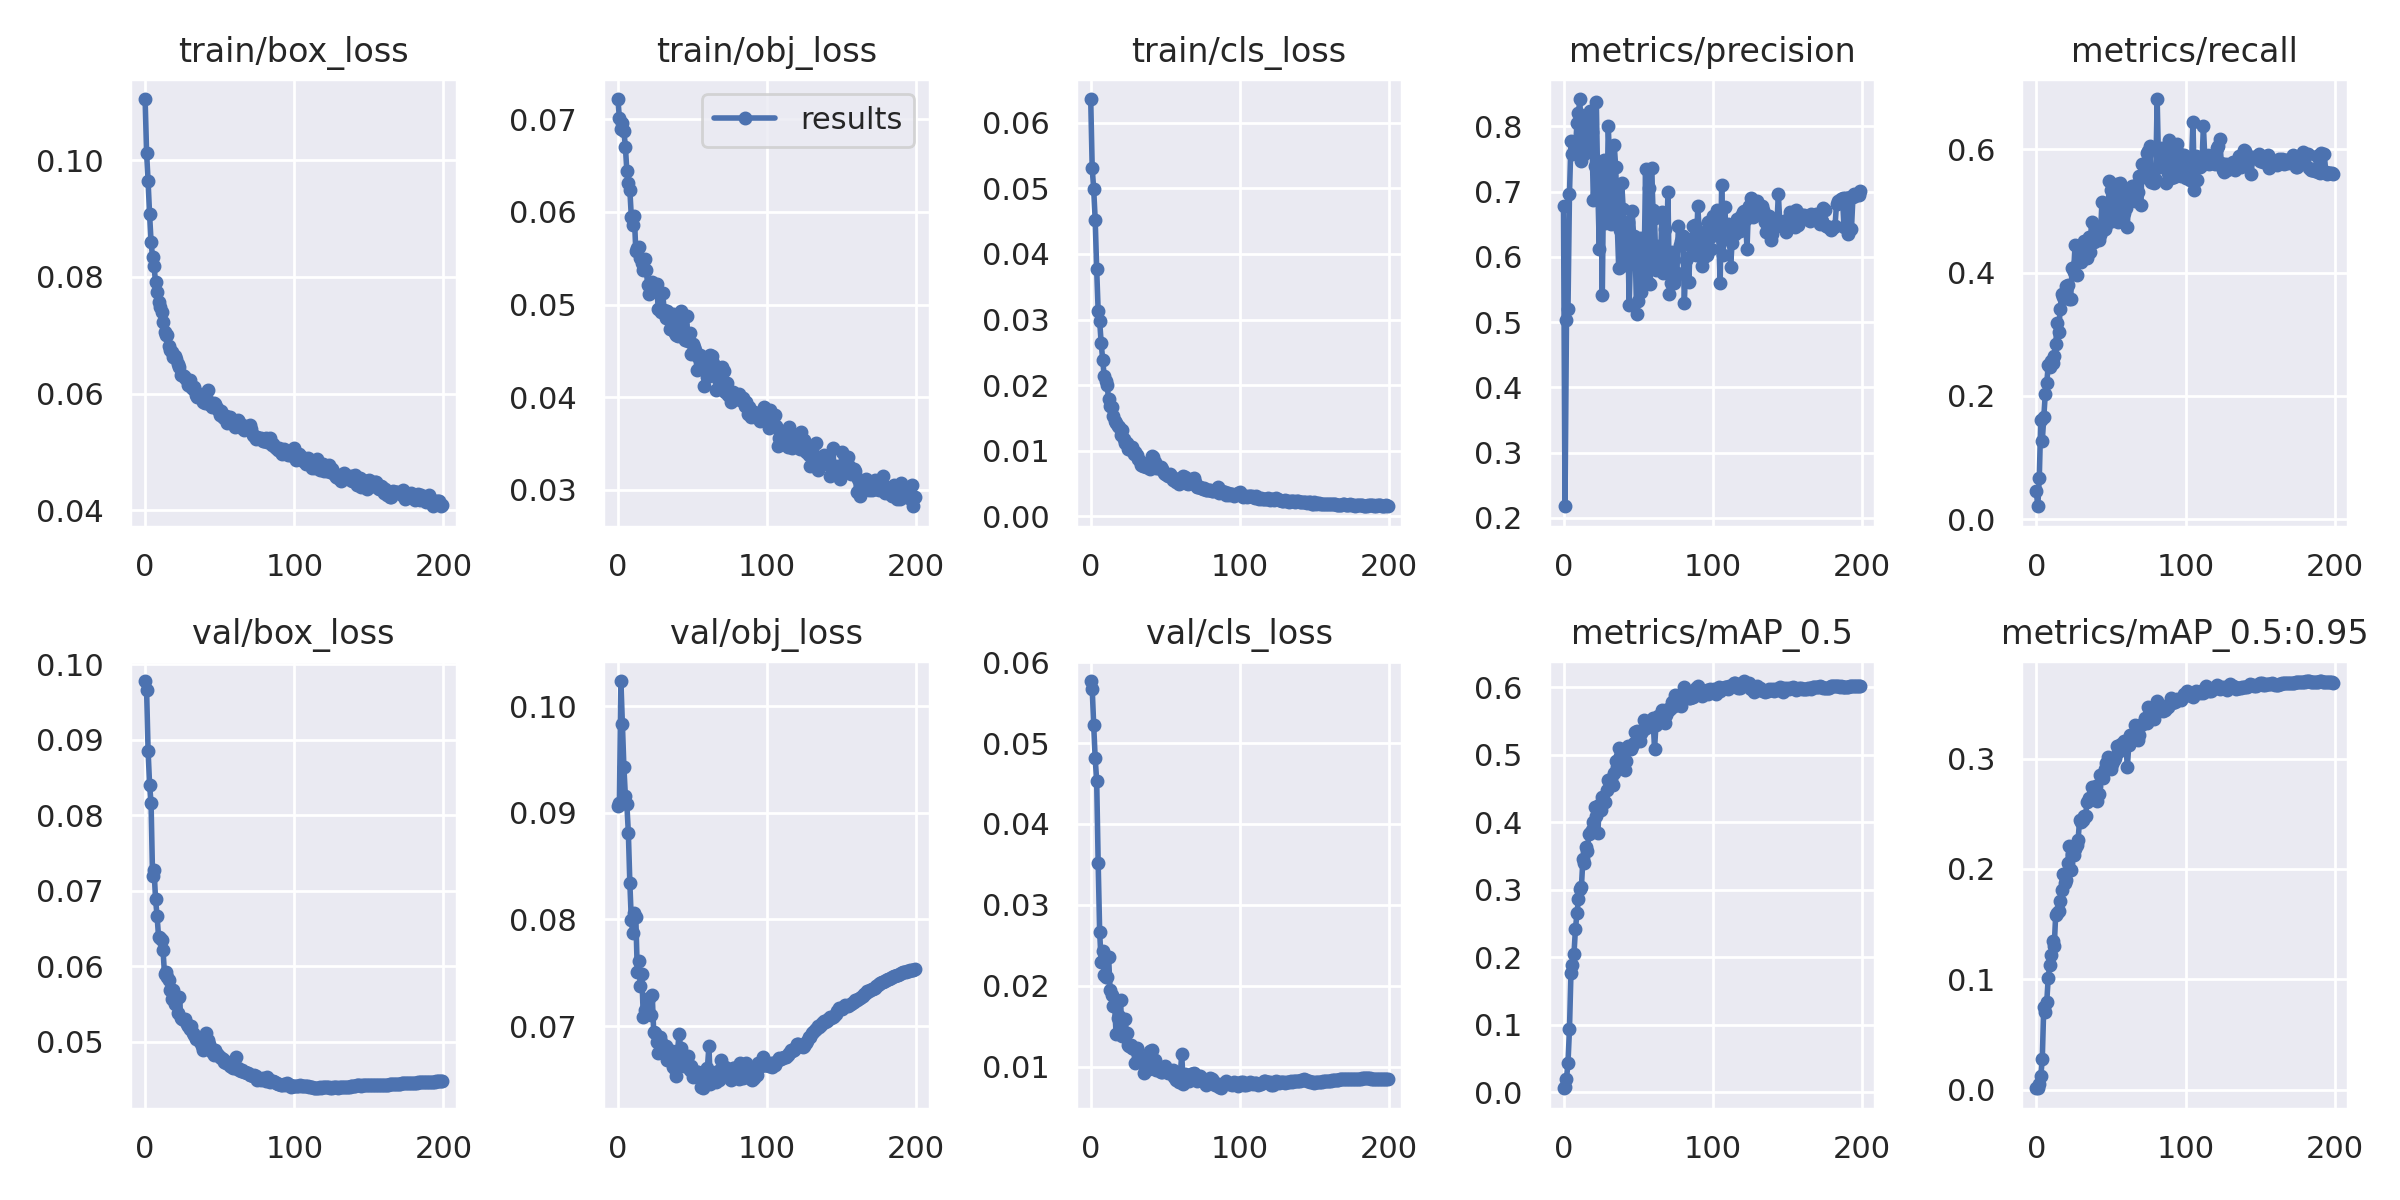 train/box_loss
train/obj_loss
train/cls_loss
metrics/precision
metrics/recall
0.10
0.08
0.06
0.04
0 100 200
results
0.07
0.06
0.05
0.04
0.03
0 100 200
0.06
0.05
0.04
0.03
0.02
0.01
0.00
0 100 200
0.8
0.7
0.6
0.5
0.4
0.3
0.2
0 100 200
0.6
0.4
0.2
0.0
0 100 200
val/box_loss
val/obj_loss
val/cls_loss
metrics/mAP_0.5
metrics/mAP_0.5:0.95
0.10
0.09
0.08
0.07
0.06
0.05
0 100 200
0.10
0.09
0.08
0.07
0 100 200
0.06
0.05
0.04
0.03
0.02
0.01
0 100 200
0.6
0.5
0.4
0.3
0.2
0.1
0.0
0 100 200
0.3
0.2
0.1
0.0
0 100 200